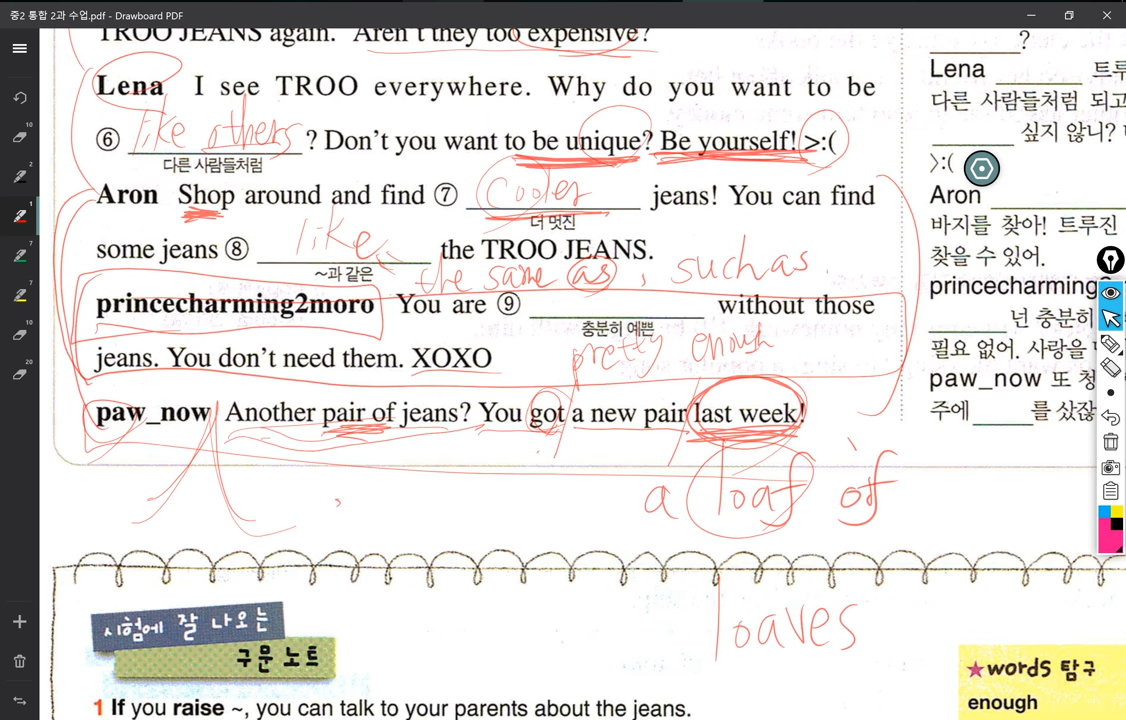 중2 통합 2과 수업.pdf - Drawboard PDF
TROO JEANS again. Aren't they too expensive?
Lena I see TROO everywhere. Why do you want to be
⑥ like others ? Don't you want to be unique? Be yourself! >:(
다른 사람들처럼
Aron Shop around and find ⑦ cooler jeans! You can find
더 멋진
some jeans ⑧ like the TROO JEANS.
~과 같은
the same as, such as
princecharming2moro You are ⑨ without those
충분히 예쁜
jeans. You don't need them. XOXO
pretty enough
paw_now Another pair of jeans? You got a new pair last week!
a loaf of
loaves
시험에 잘 나오는
구문 노트
1 If you raise ~, you can talk to your parents about the jeans.
?
Lena 트루
다른 사람들처럼 되고
싶지 않니?
>:(
Aron
바지를 찾아! 트루진
찾을 수 있어.
princecharming
넌 충분히
필요 없어. 사랑을
paw_now 또 청
주에 를 샀잖
★words 탐구
enough
10
2
1
7
7
10
20